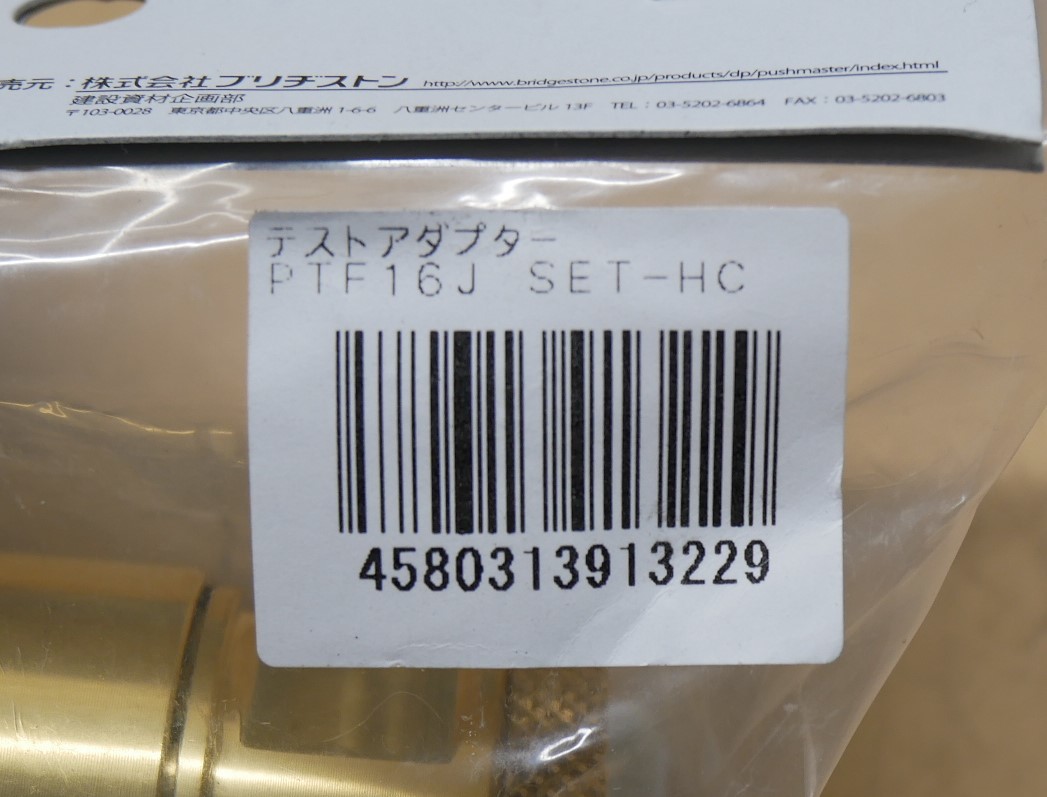 売元：株式会社ブリヂストン http://www.bridgestone.co.jp/products/dp/pushmaster/index.html
建設資材企画部
〒103-0028 東京都中央区八重洲 1-6-6 八重洲センタービル 13F TEL：03-5202-6864 FAX：03-5202-6803
テストアダプター
PTF16J SET-HC
4580313913229